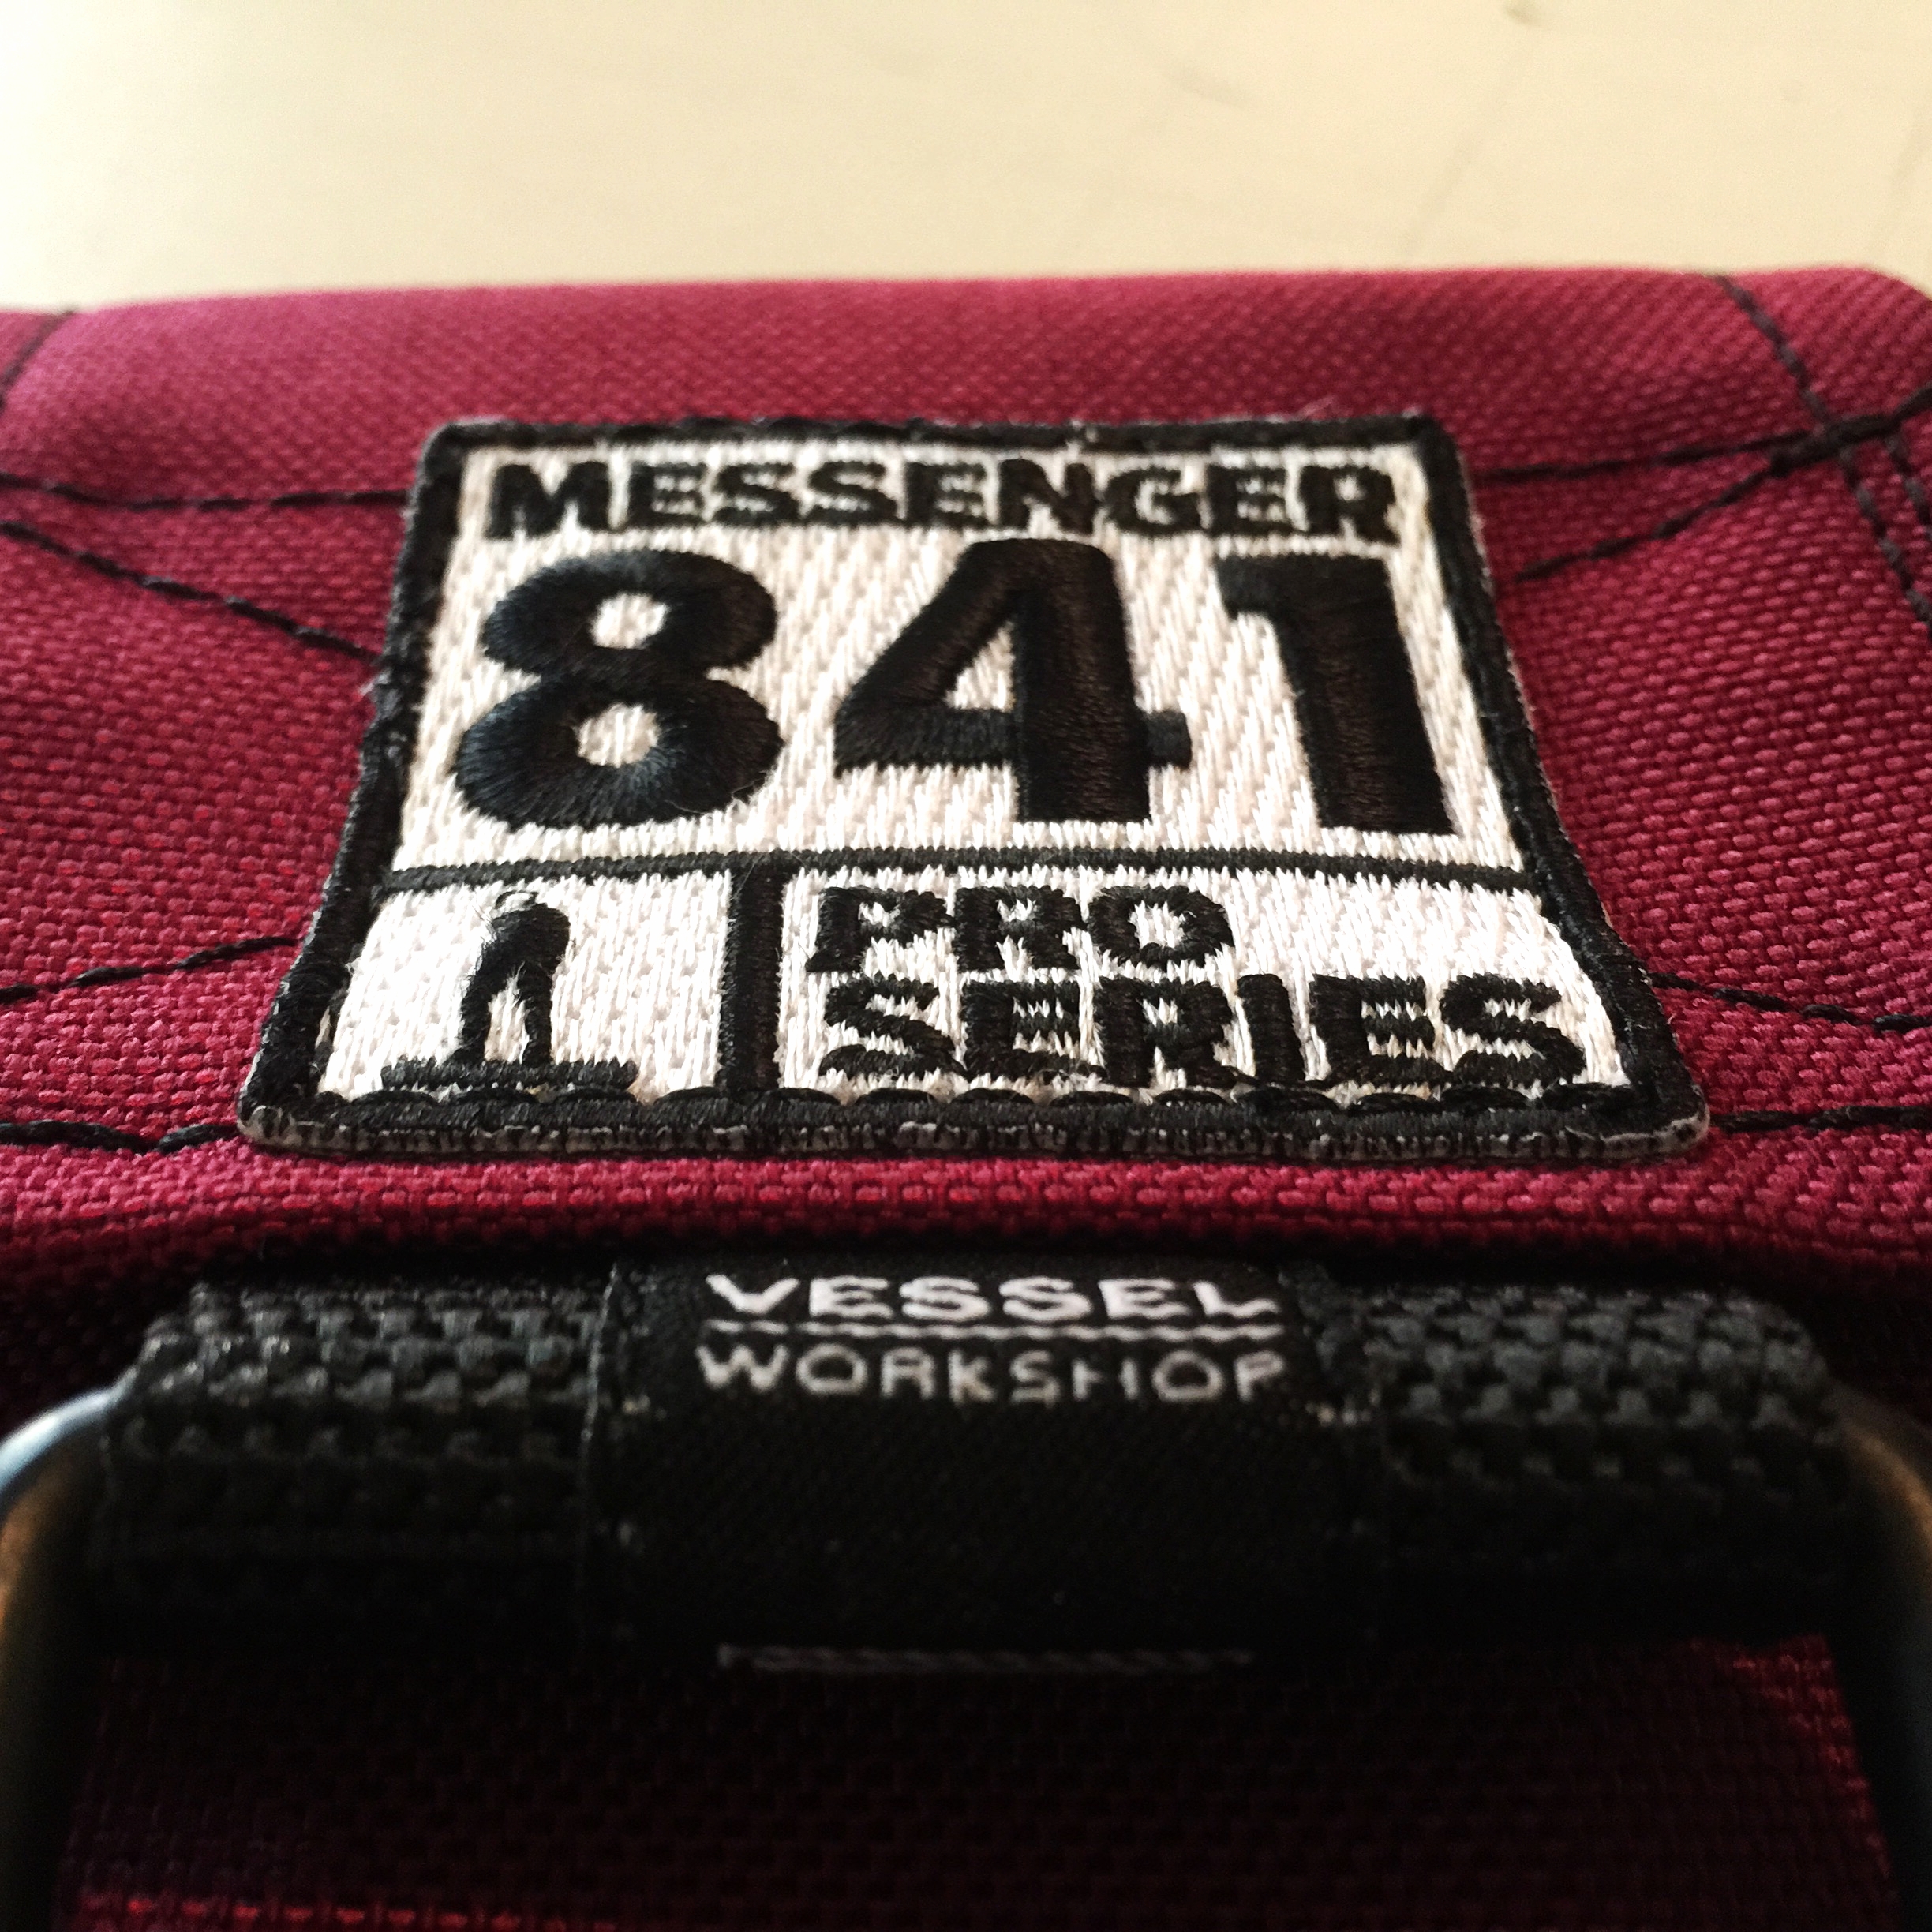 MESSENGER
841
PRO
SERIES
VESSEL
WORKSHOP